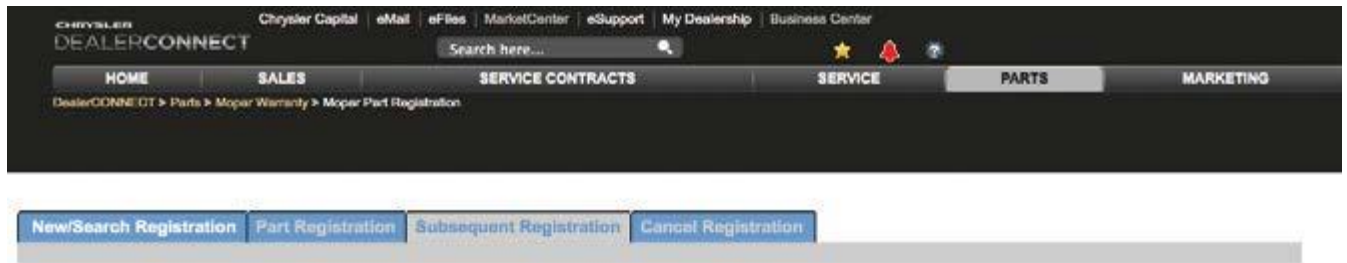 CHRYSLER
DEALERCONNECT
Chrysler Capital eMail eFiles MarketCenter eSupport My Dealership Business Center
Search here...
HOME SALES SERVICE CONTRACTS SERVICE PARTS MARKETING
DealerCONNECT > Parts > Mopar Warranty > Mopar Part Registration
New/Search Registration Part Registration Subsequent Registration Cancel Registration